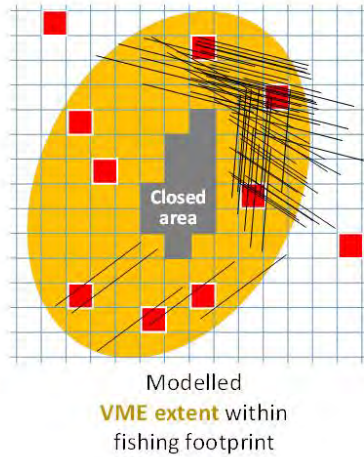 Closed
area
Modelled
VME extent within
fishing footprint